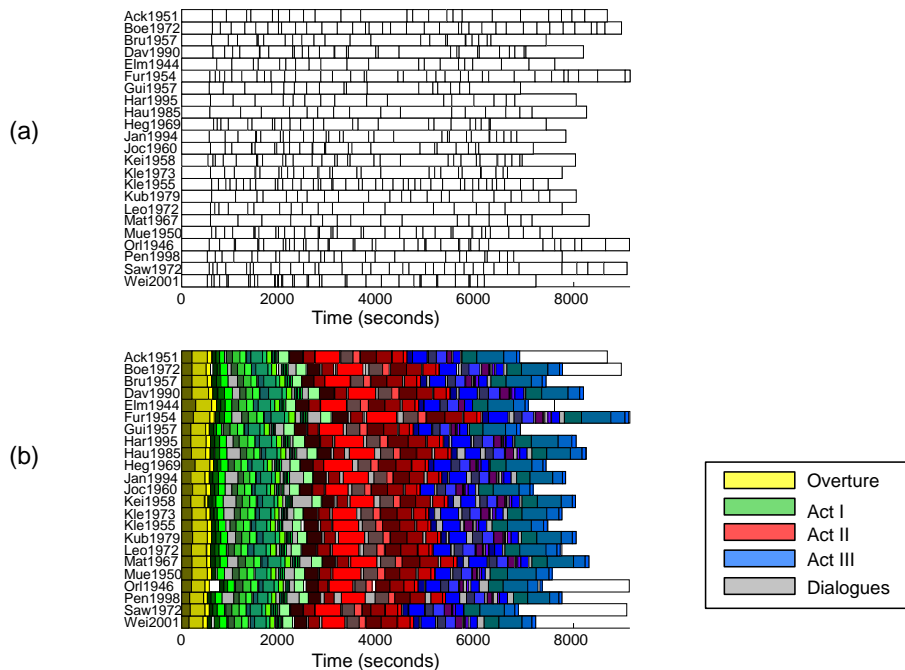 (a)
Ack1951
Boe1972
Bru1957
Dav1990
Elm1944
Fur1954
Gui1957
Har1995
Hau1985
Heg1969
Jan1994
Joc1960
Kei1958
Kle1973
Kle1955
Kub1979
Leo1972
Mat1967
Mue1950
Orl1946
Pen1998
Saw1972
Wei2001
0 2000 4000 6000 8000
Time (seconds)
(b)
Ack1951
Boe1972
Bru1957
Dav1990
Elm1944
Fur1954
Gui1957
Har1995
Hau1985
Heg1969
Jan1994
Joc1960
Kei1958
Kle1973
Kle1955
Kub1979
Leo1972
Mat1967
Mue1950
Orl1946
Pen1998
Saw1972
Wei2001
0 2000 4000 6000 8000
Time (seconds)
Overture
Act I
Act II
Act III
Dialogues